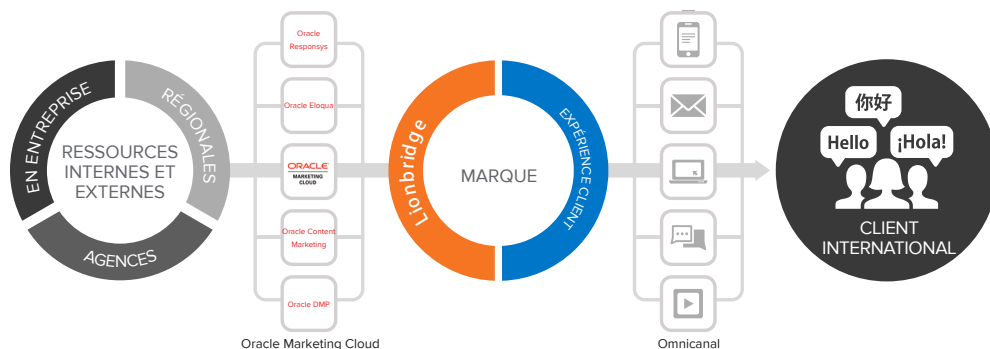 EN ENTREPRISE
RÉGIONALES
RESSOURCES
INTERNES ET
EXTERNES
AGENCES
Oracle
Responsys
Oracle Eloqua
ORACLE
MARKETING
CLOUD
Oracle Content
Marketing
Oracle DMP
Oracle Marketing Cloud
Lionbridge
MARQUE
EXPÉRIENCE CLIENT
%
Omnicanal
你好
Hello
¡Hola!
CLIENT
INTERNATIONAL